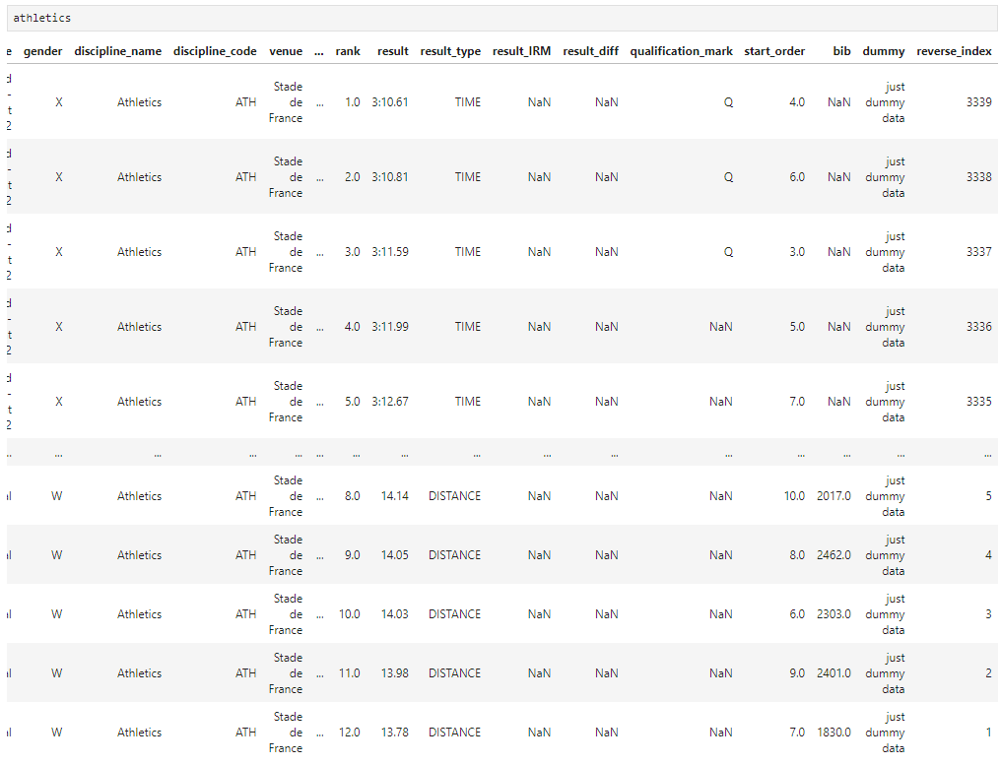 athletics
e gender discipline_name discipline_code venue ... rank result result_type result_IRM result_diff qualification_mark start_order bib dummy reverse_index
d
-
t
2
X Athletics ATH Stade de France ... 1.0 3:10.61 TIME NaN NaN Q 4.0 NaN just dummy data 3339
d
-
t
2
X Athletics ATH Stade de France ... 2.0 3:10.81 TIME NaN NaN Q 6.0 NaN just dummy data 3338
d
-
t
2
X Athletics ATH Stade de France ... 3.0 3:11.59 TIME NaN NaN Q 3.0 NaN just dummy data 3337
d
-
t
2
X Athletics ATH Stade de France ... 4.0 3:11.99 TIME NaN NaN NaN 5.0 NaN just dummy data 3336
d
-
t
2
X Athletics ATH Stade de France ... 5.0 3:12.67 TIME NaN NaN NaN 7.0 NaN just dummy data 3335
... ... ... ... ... ... ... ... ... ... ... ... ... ... ... ...
al W Athletics ATH Stade de France ... 8.0 14.14 DISTANCE NaN NaN NaN 10.0 2017.0 just dummy data 5
al W Athletics ATH Stade de France ... 9.0 14.05 DISTANCE NaN NaN NaN 8.0 2462.0 just dummy data 4
al W Athletics ATH Stade de France ... 10.0 14.03 DISTANCE NaN NaN NaN 6.0 2303.0 just dummy data 3
al W Athletics ATH Stade de France ... 11.0 13.98 DISTANCE NaN NaN NaN 9.0 2401.0 just dummy data 2
al W Athletics ATH Stade de France ... 12.0 13.78 DISTANCE NaN NaN NaN 7.0 1830.0 just dummy data 1